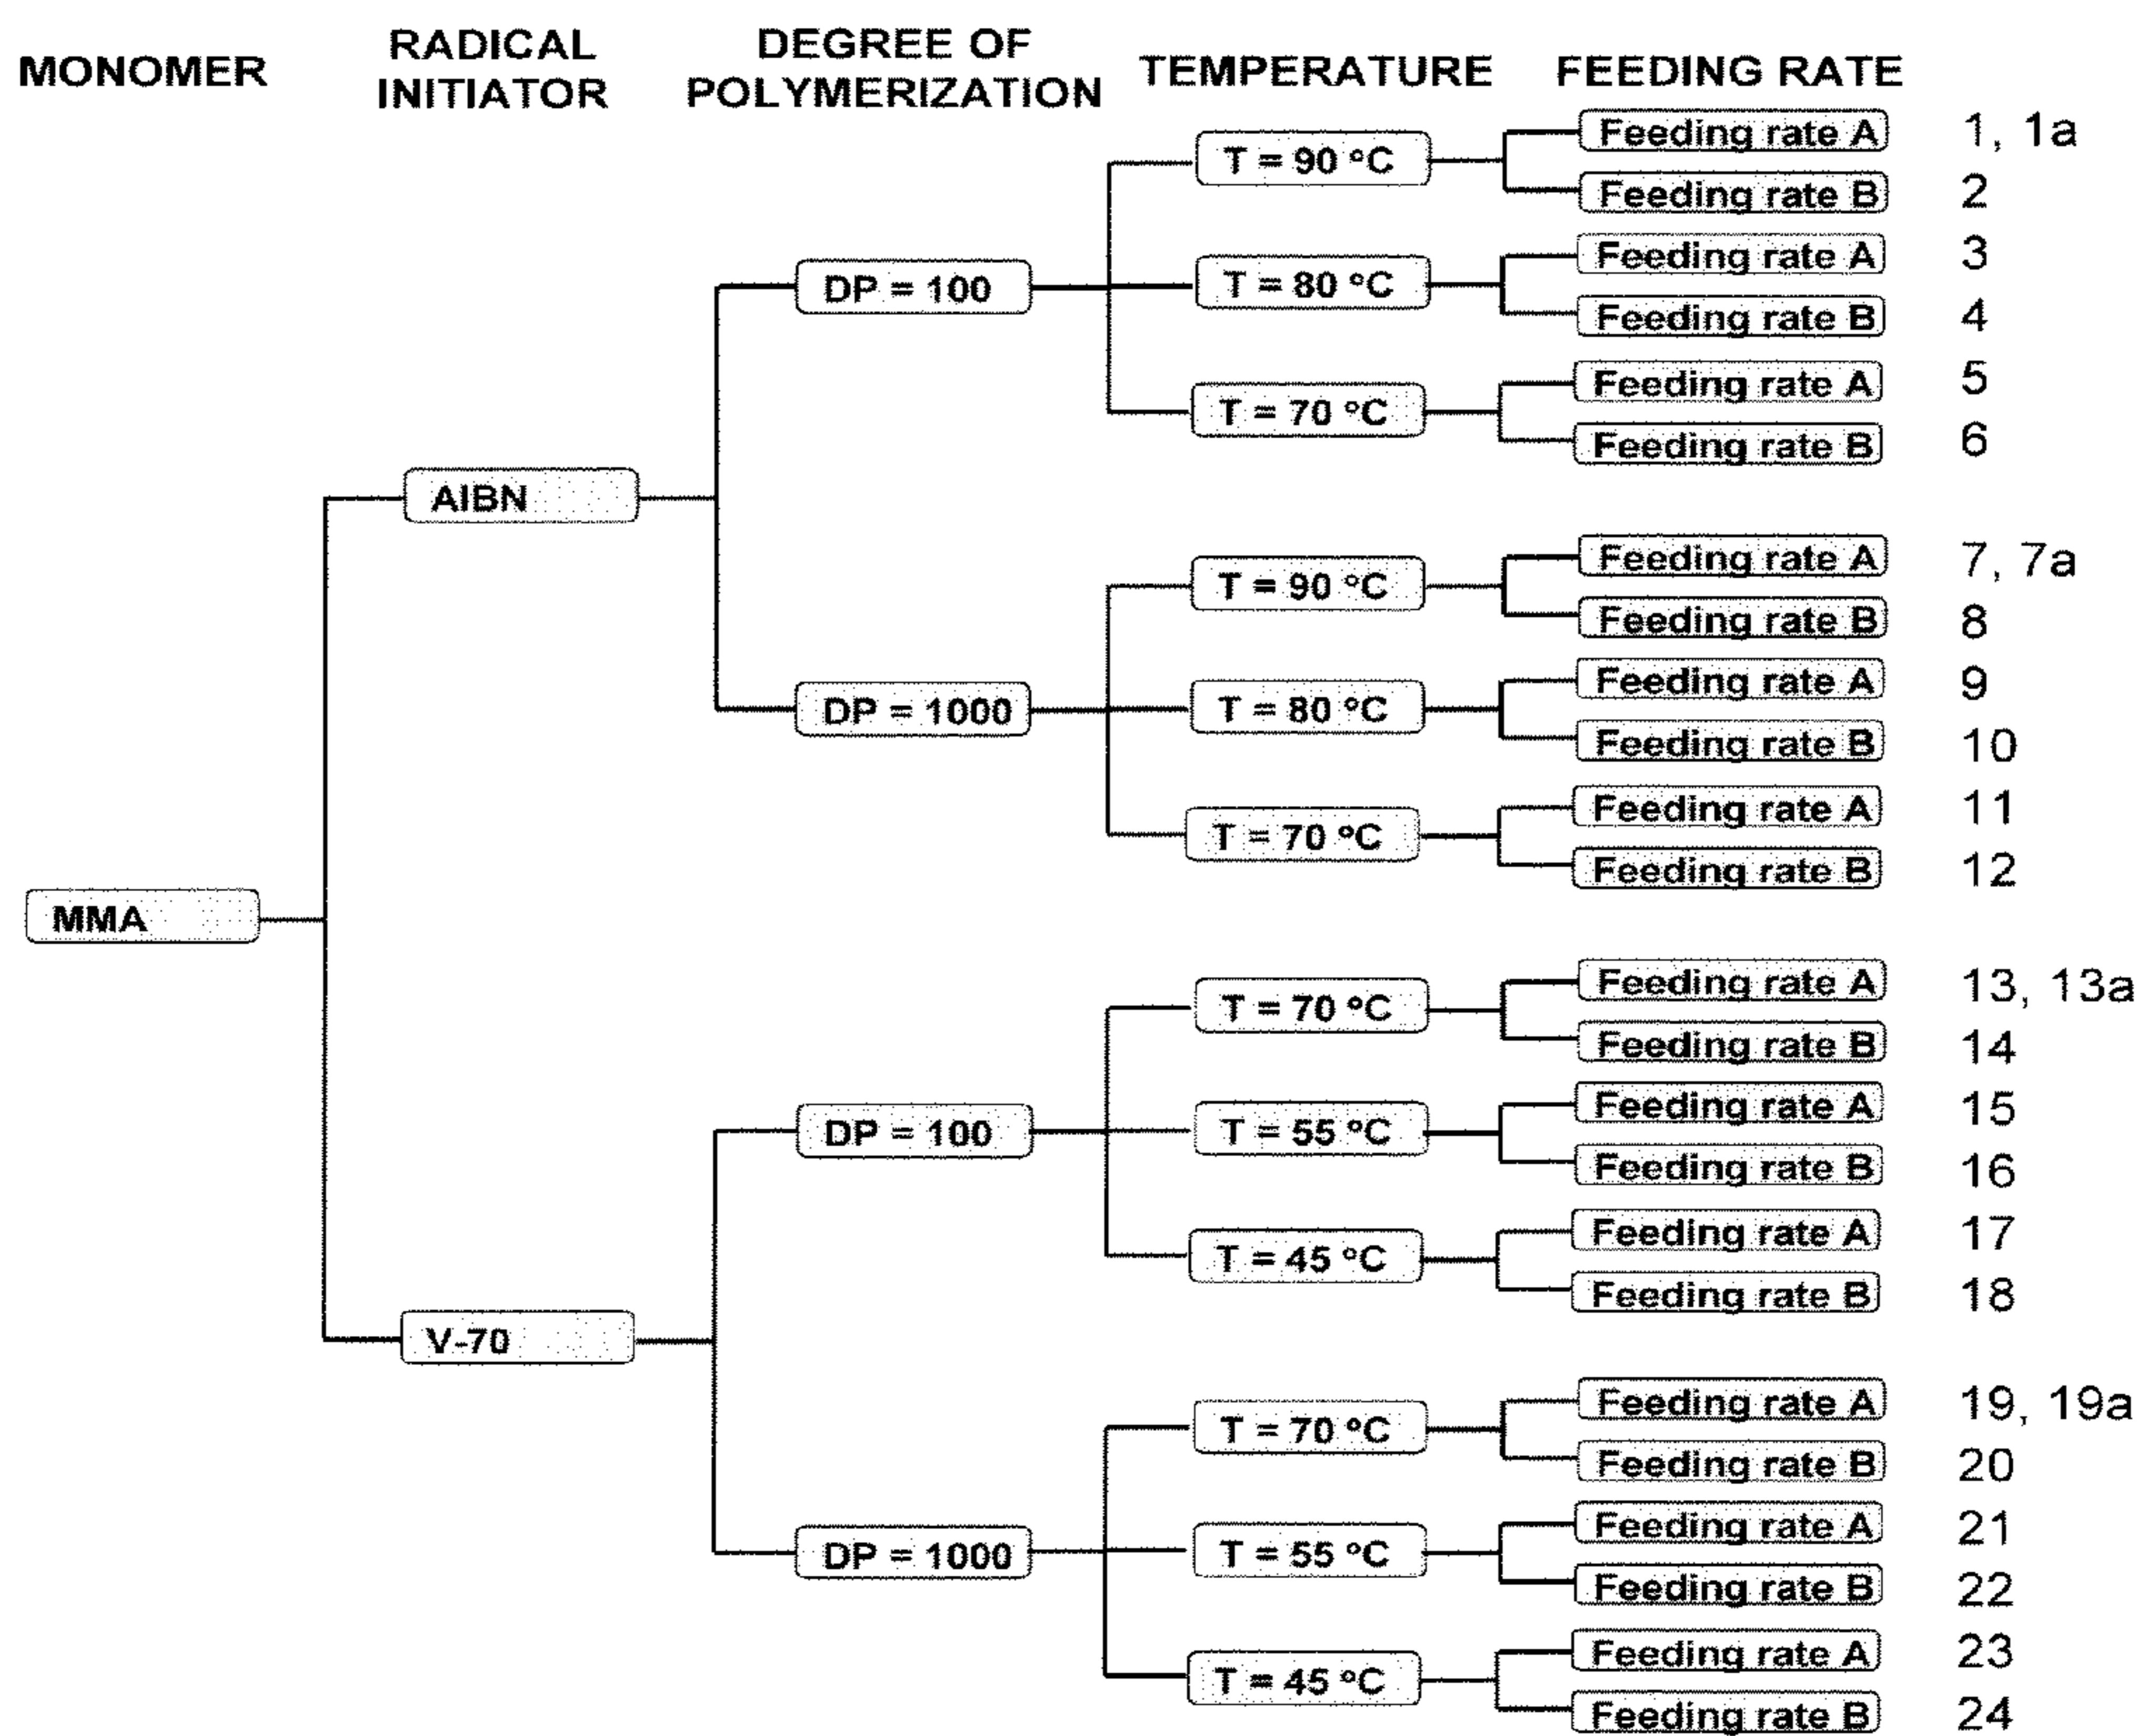 MONOMER
RADICAL
INITIATOR
DEGREE OF
POLYMERIZATION
TEMPERATURE
FEEDING RATE
T = 90 °C
Feeding rate A 1, 1a
Feeding rate B 2
DP = 100
T = 80 °C
Feeding rate A 3
Feeding rate B 4
T = 70 °C
Feeding rate A 5
Feeding rate B 6
AIBN
T = 90 °C
Feeding rate A 7, 7a
Feeding rate B 8
DP = 1000
T = 80 °C
Feeding rate A 9
Feeding rate B 10
T = 70 °C
Feeding rate A 11
Feeding rate B 12
MMA
T = 70 °C
Feeding rate A 13, 13a
Feeding rate B 14
DP = 100
T = 55 °C
Feeding rate A 15
Feeding rate B 16
T = 45 °C
Feeding rate A 17
Feeding rate B 18
V-70
T = 70 °C
Feeding rate A 19, 19a
Feeding rate B 20
DP = 1000
T = 55 °C
Feeding rate A 21
Feeding rate B 22
T = 45 °C
Feeding rate A 23
Feeding rate B 24